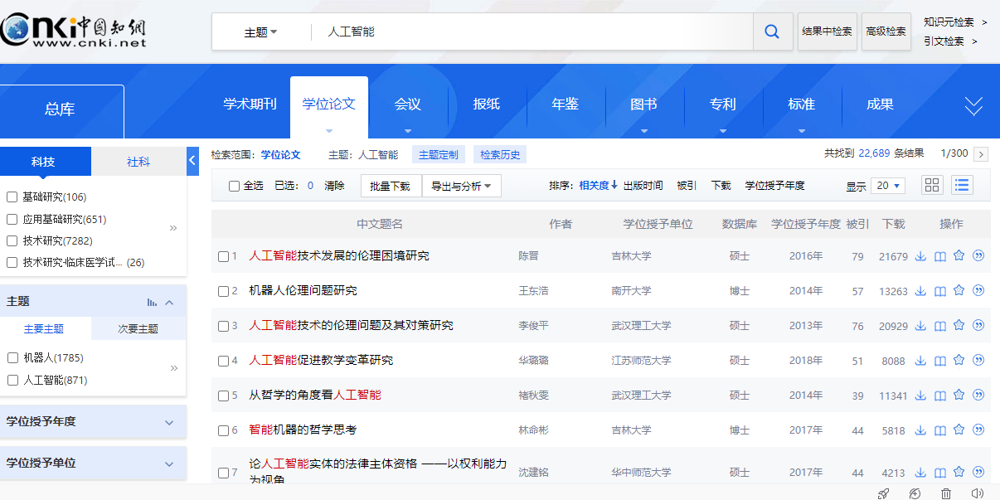 Cnki中國知網
www.cnki.net
主题 人工智能 结果中检索 高级检索 知识元检索 >
引文检索 >
总库 学术期刊 学位论文 会议 报纸 年鉴 图书 专利 标准 成果
科技 社科
检索范围：学位论文 主题：人工智能 主题定制 检索历史 共找到 22,689 条结果 1/300 >
全选 已选：0 清除 批量下载 导出与分析 排序：相关度↓ 出版时间 被引 下载 学位授予年度 显示 20
基础研究(106)
应用基础研究(651)
技术研究(7282)
技术研究-临床医学试... (26)
主题
主要主题 次要主题
机器人(1785)
人工智能(871)
学位授予年度
学位授予单位
中文题名 作者 学位授予单位 数据库 学位授予年度 被引 下载 操作
1 人工智能技术发展的伦理困境研究 陈晋 吉林大学 硕士 2016年 79 21679
2 机器人伦理问题研究 王东浩 南开大学 博士 2014年 57 13263
3 人工智能技术的伦理问题及其对策研究 李俊平 武汉理工大学 硕士 2013年 76 20929
4 人工智能促进教学变革研究 华璐璐 江苏师范大学 硕士 2018年 51 8088
5 从哲学的角度看人工智能 褚秋雯 武汉理工大学 硕士 2014年 39 11341
6 智能机器的哲学思考 林命彬 吉林大学 博士 2017年 44 5818
7 论人工智能实体的法律主体资格 ——以权利能力
为视角 沈建铭 华中师范大学 硕士 2017年 44 4213